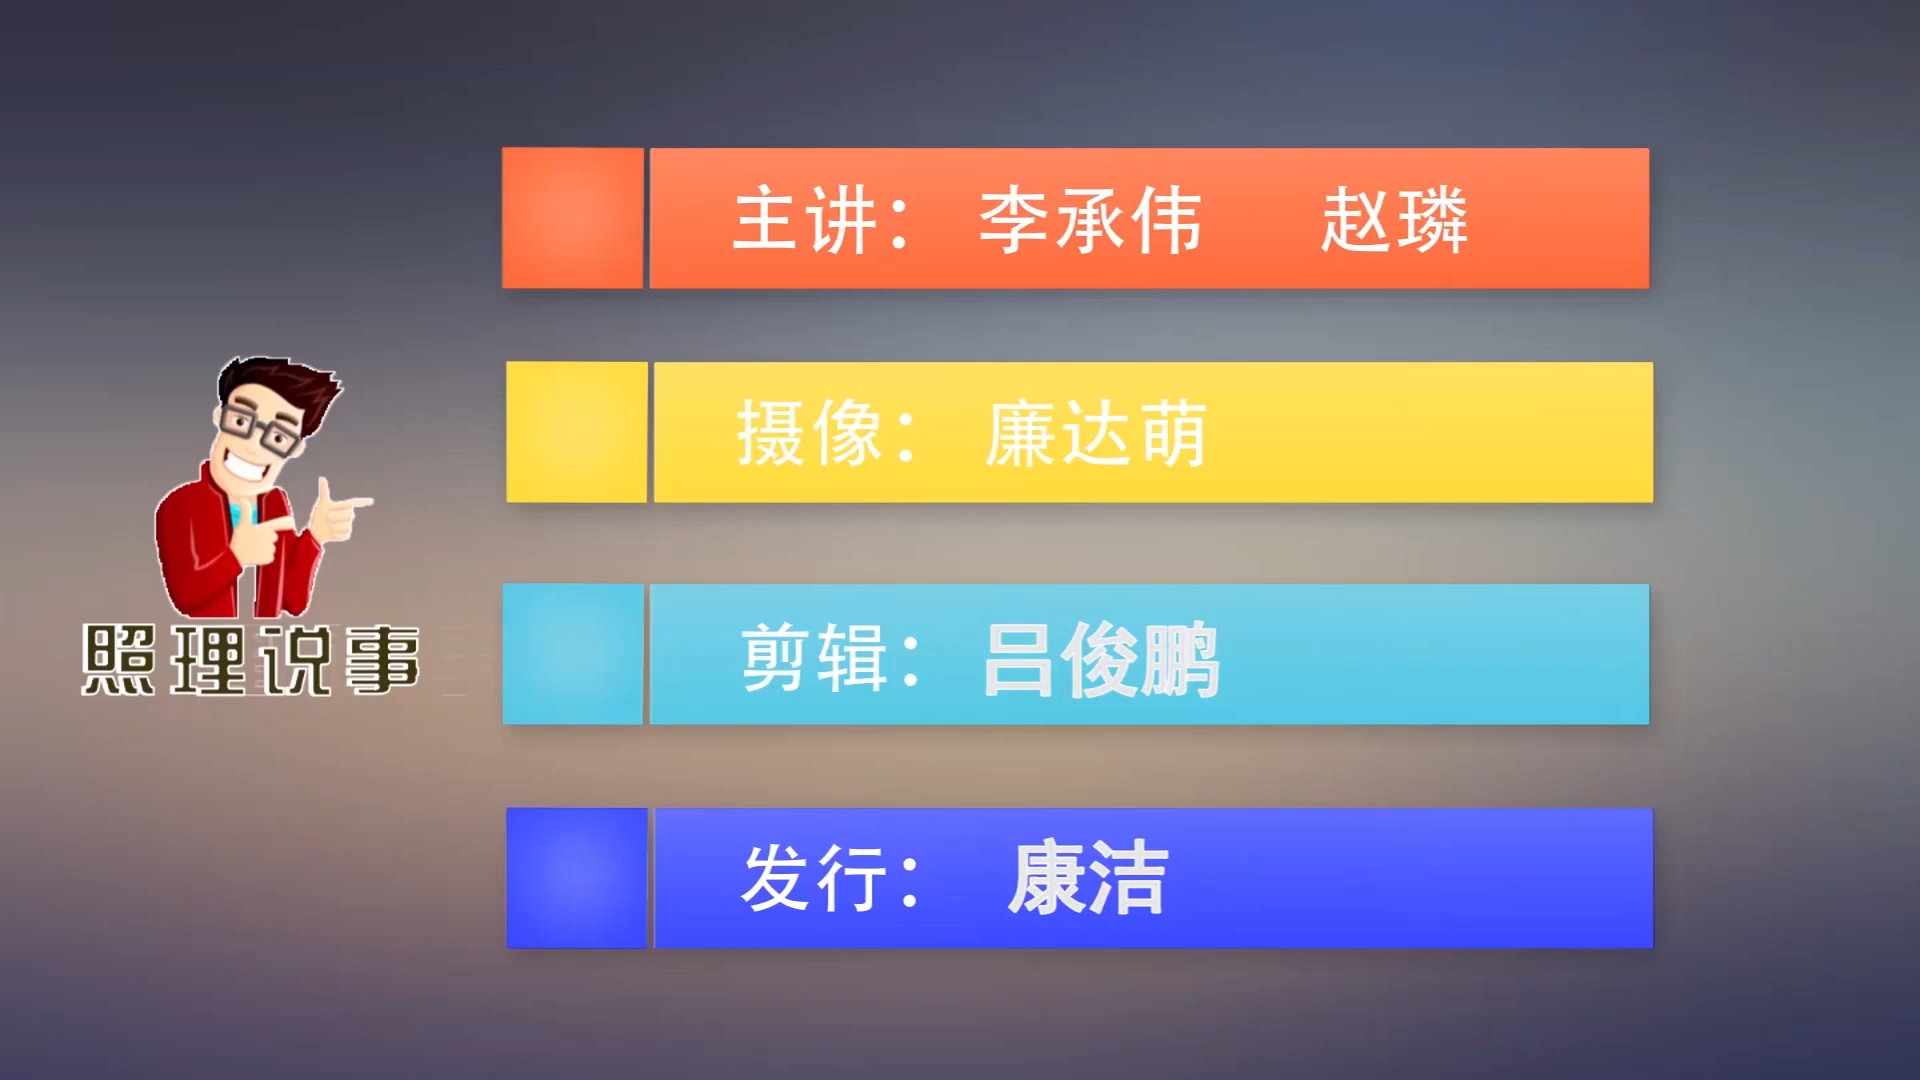 主讲： 李承伟 赵璘
摄像： 廉达萌
剪辑： 吕俊鹏
发行： 康洁
照理说事